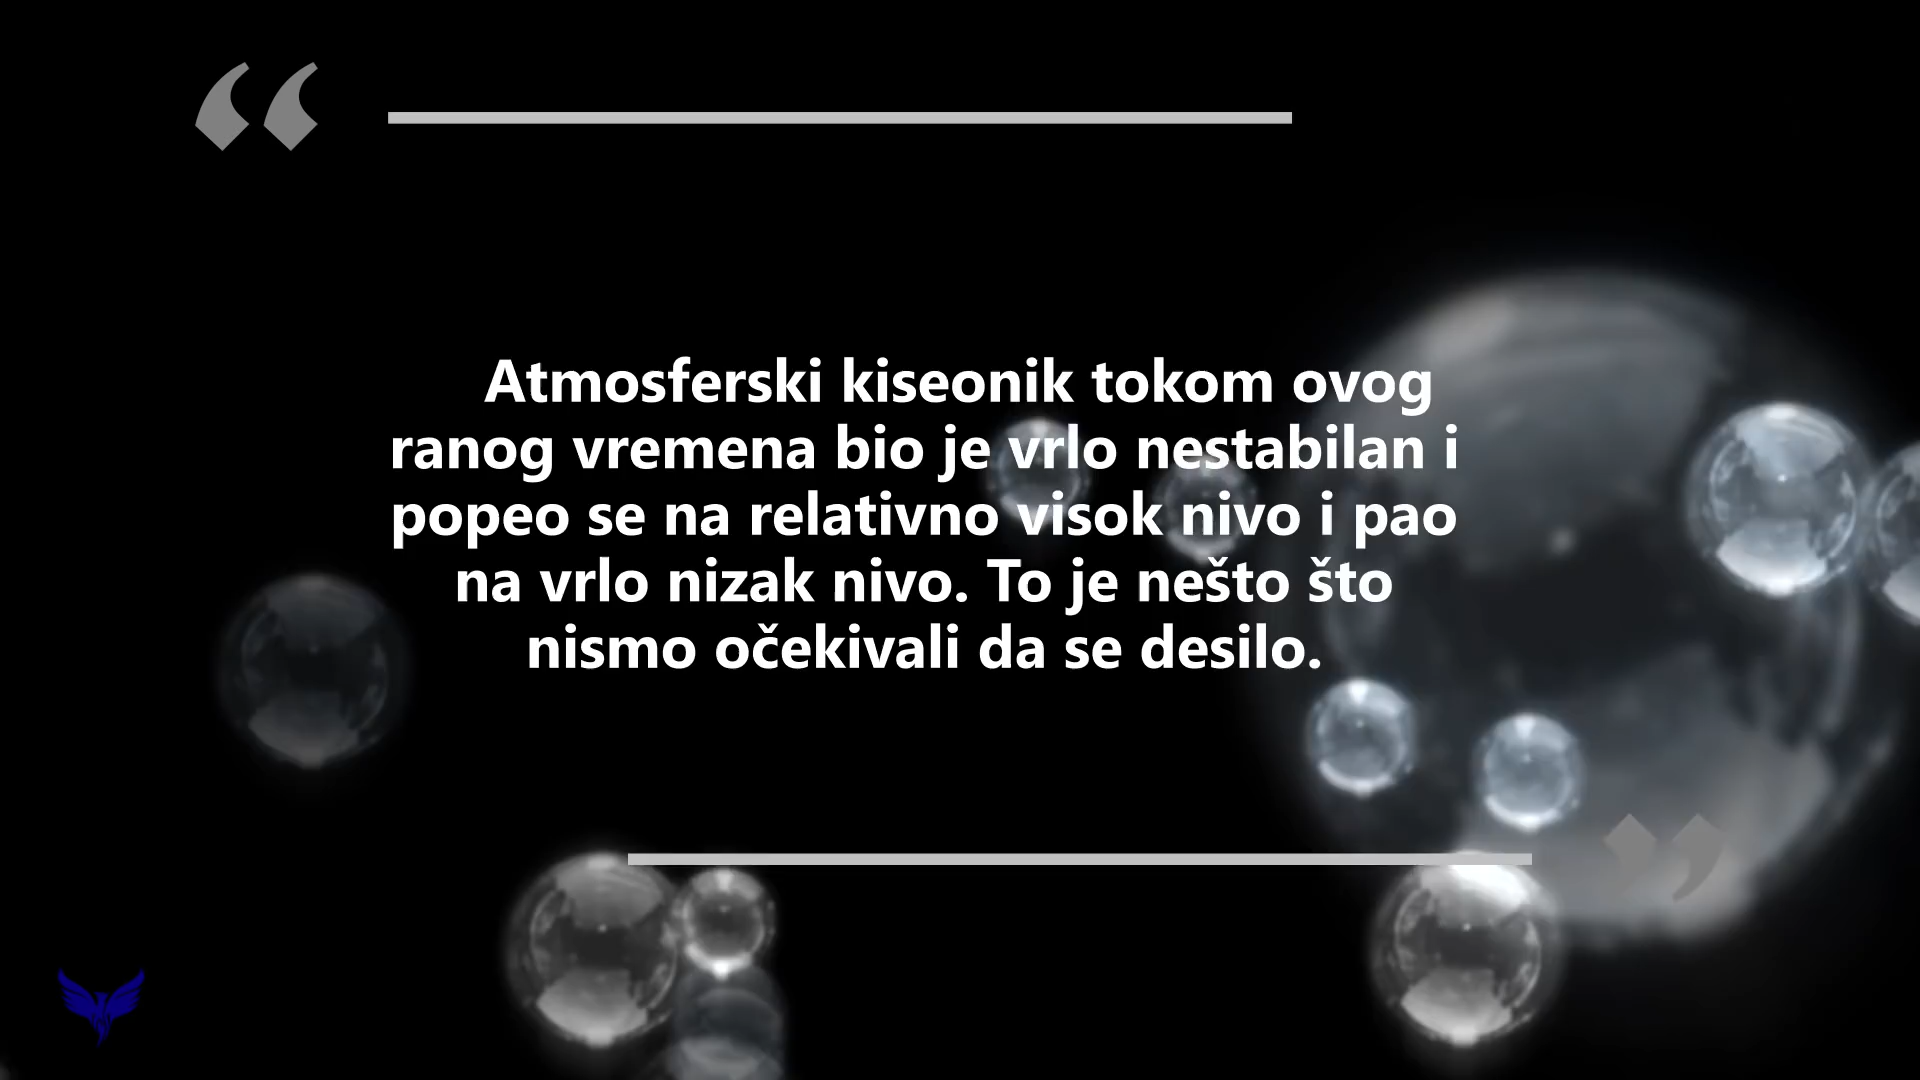 “
Atmosferski kiseonik tokom ovog
ranog vremena bio je vrlo nestabilan i
popeo se na relativno visok nivo i pao
na vrlo nizak nivo. To je nešto što
nismo očekivali da se desilo.
”